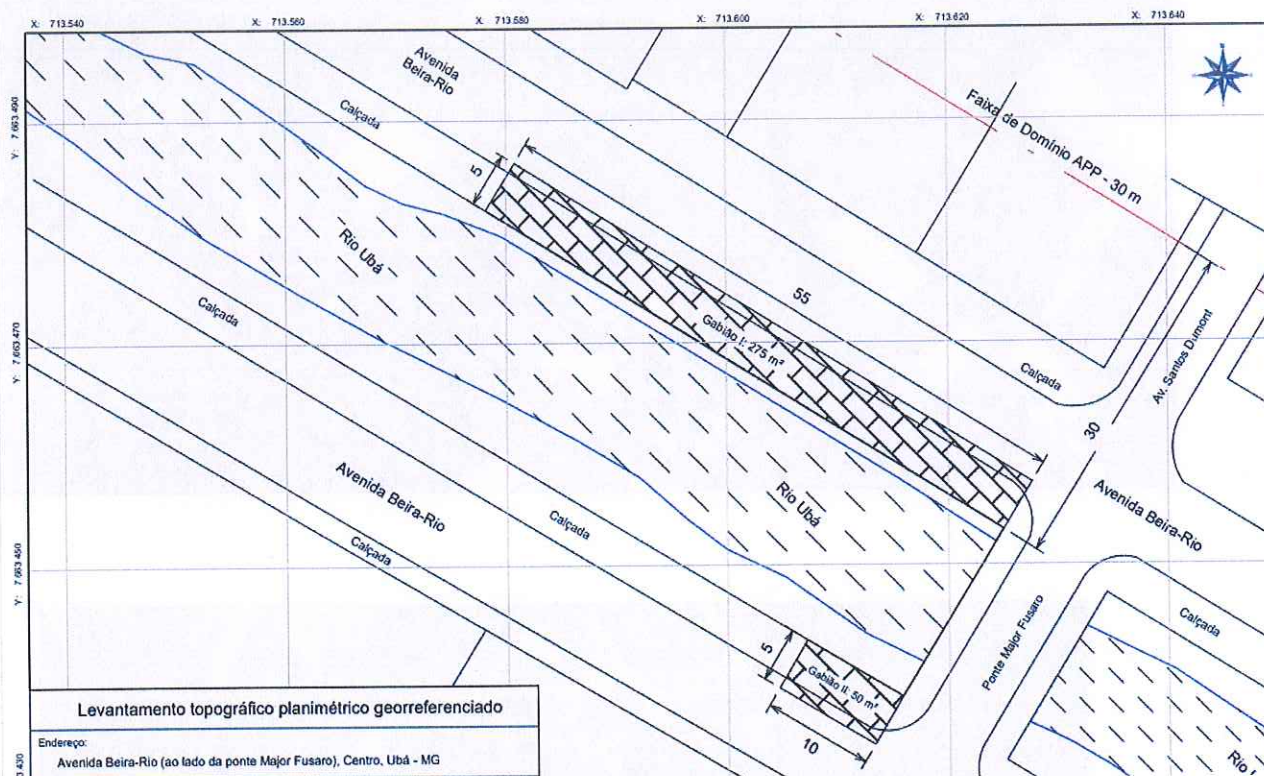 X: 713.540
X: 713.560
X: 713.580
X: 713.600
X: 713.620
X: 713.640
Y: 7.663.490
Y: 7.663.470
Y: 7.663.450
Avenida
Beira-Rio
Calçada
Faixa de Domínio APP - 30 m
5
Rio Ubá
55
Calçada
Gabião I: 275 m²
Calçada
Av. Santos Dumont
30
Avenida Beira-Rio
Rio Ubá
Avenida Beira-Rio
Calçada
Calçada
Ponte Major Fusaro
Calçada
5
Gabião II: 50 m²
10
Levantamento topográfico planimétrico georreferenciado
Endereço:
Avenida Beira-Rio (ao lado da ponte Major Fusaro), Centro, Ubá - MG
Rio